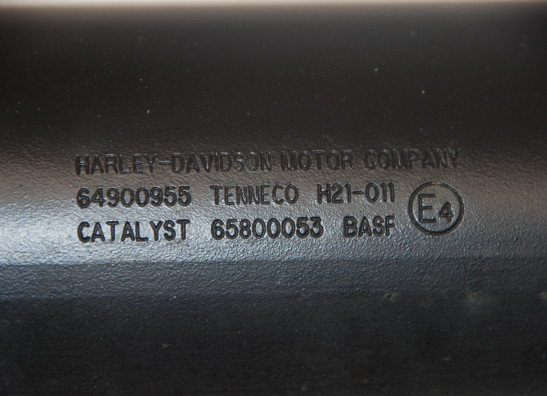 HARLEY-DAVIDSON MOTOR COMPANY
64900955 TENNECO H21-011
CATALYST 65800053 BASF E4